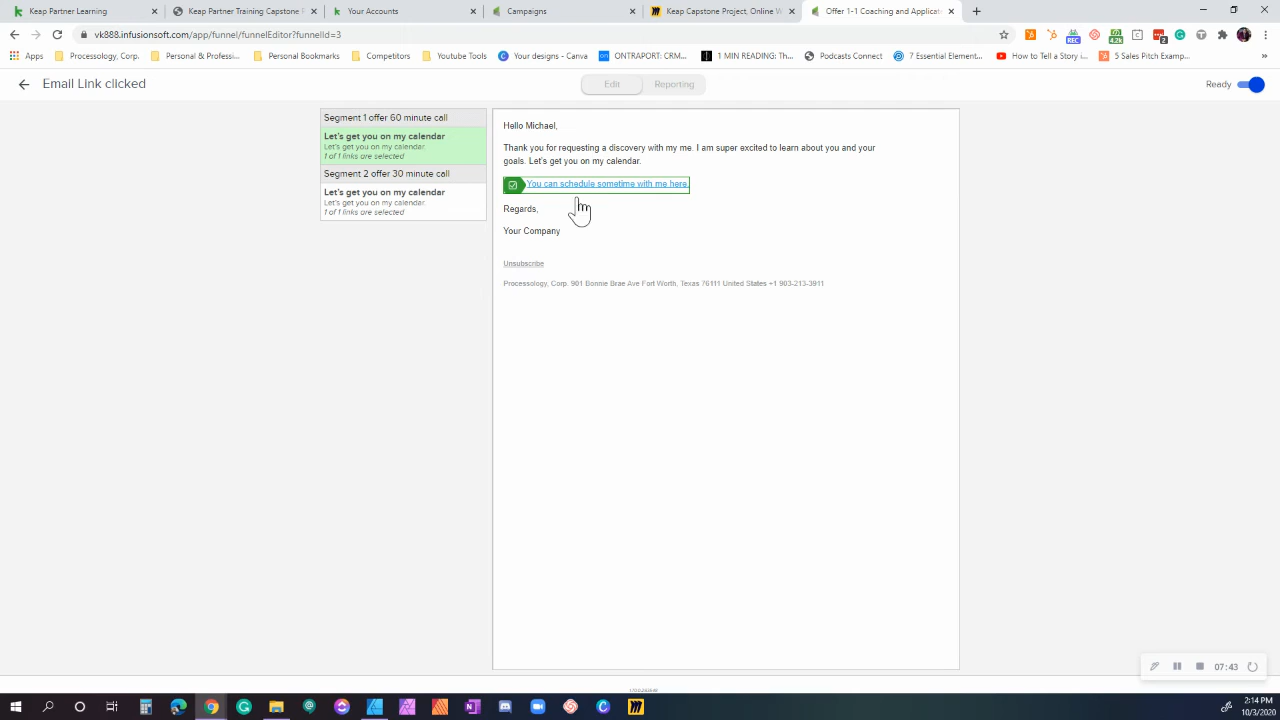 Keap Partner Learning
Keap Partner Training Capstone P
Your Accounts
Campaigns
Keap Capstone Project, Online W
Offer 1-1 Coaching and Applicat
vk888.infusionsoft.com/app/funnel/funnelEditor?funnelId=3
REC
4.2k
2
Apps
Processology, Corp.
Personal & Professi...
Personal Bookmarks
Competitors
Youtube Tools
Your designs - Canva
ONTRAPORT: CRM...
1 MIN READING: Th...
Podcasts Connect
7 Essential Element...
How to Tell a Story i...
5 Sales Pitch Examp...
Email Link clicked
Edit
Reporting
Ready
Segment 1 offer 60 minute call
Let's get you on my calendar
Let's get you on my calendar.
1 of 1 links are selected
Segment 2 offer 30 minute call
Let's get you on my calendar
Let's get you on my calendar.
1 of 1 links are selected
Hello Michael,
Thank you for requesting a discovery with my me. I am super excited to learn about you and your
goals. Let's get you on my calendar.
You can schedule sometime with me here.
Regards,
Your Company
Unsubscribe
Processology, Corp. 901 Bonnie Brae Ave Fort Worth, Texas 76111 United States +1 903-213-3911
07:43
2:14 PM
10/3/2020